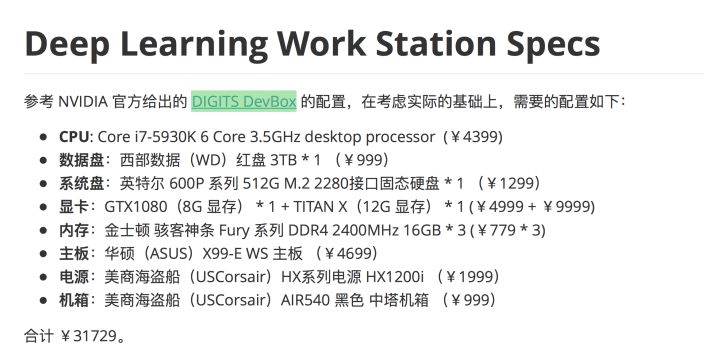 Deep Learning Work Station Specs
参考 NVIDIA 官方给出的 DIGITS DevBox 的配置，在考虑实际的基础上，需要的配置如下：
CPU: Core i7-5930K 6 Core 3.5GHz desktop processor（￥4399)
数据盘：西部数据（WD）红盘 3TB * 1 （￥999）
系统盘：英特尔 600P 系列 512G M.2 2280接口固态硬盘 * 1 （￥1299）
显卡：GTX1080（8G 显存） * 1 + TITAN X（12G 显存） * 1 (￥4999 + ￥9999)
内存：金士顿 骇客神条 Fury 系列 DDR4 2400MHz 16GB * 3 (￥779 * 3)
主板：华硕（ASUS）X99-E WS 主板 （￥4699）
电源：美商海盗船（USCorsair）HX系列电源 HX1200i （￥1999）
机箱：美商海盗船（USCorsair）AIR540 黑色 中塔机箱 （￥999）
合计 ￥31729。